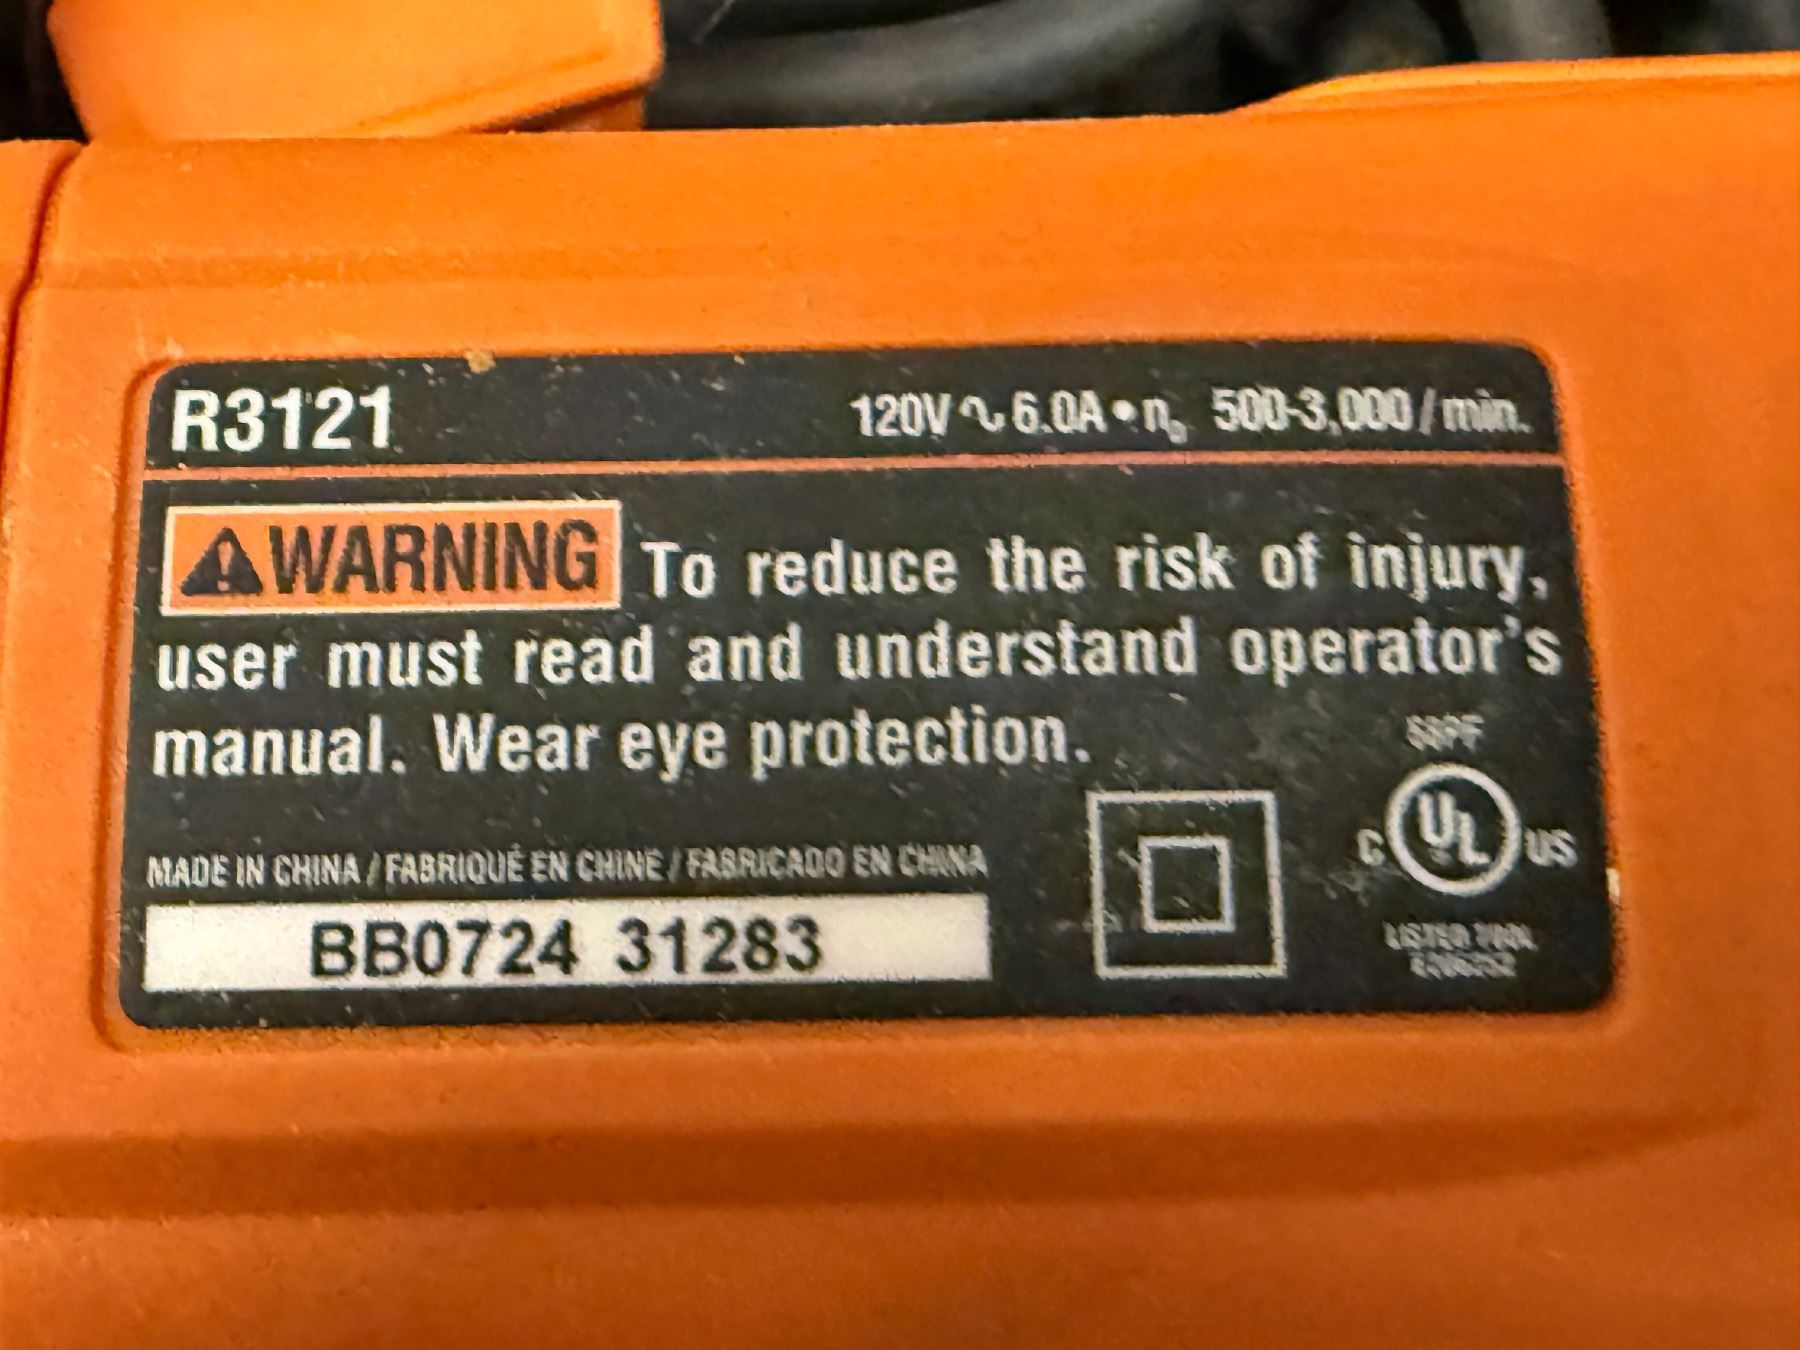 R3121
120V ∿ 6.0A • n₀ 500-3,000 / min.
WARNING To reduce the risk of injury,
user must read and understand operator's
manual. Wear eye protection.
MADE IN CHINA / FABRIQUÉ EN CHINE / FABRICADO EN CHINA
BB0724 31283
C UL US
LISTED TOOL